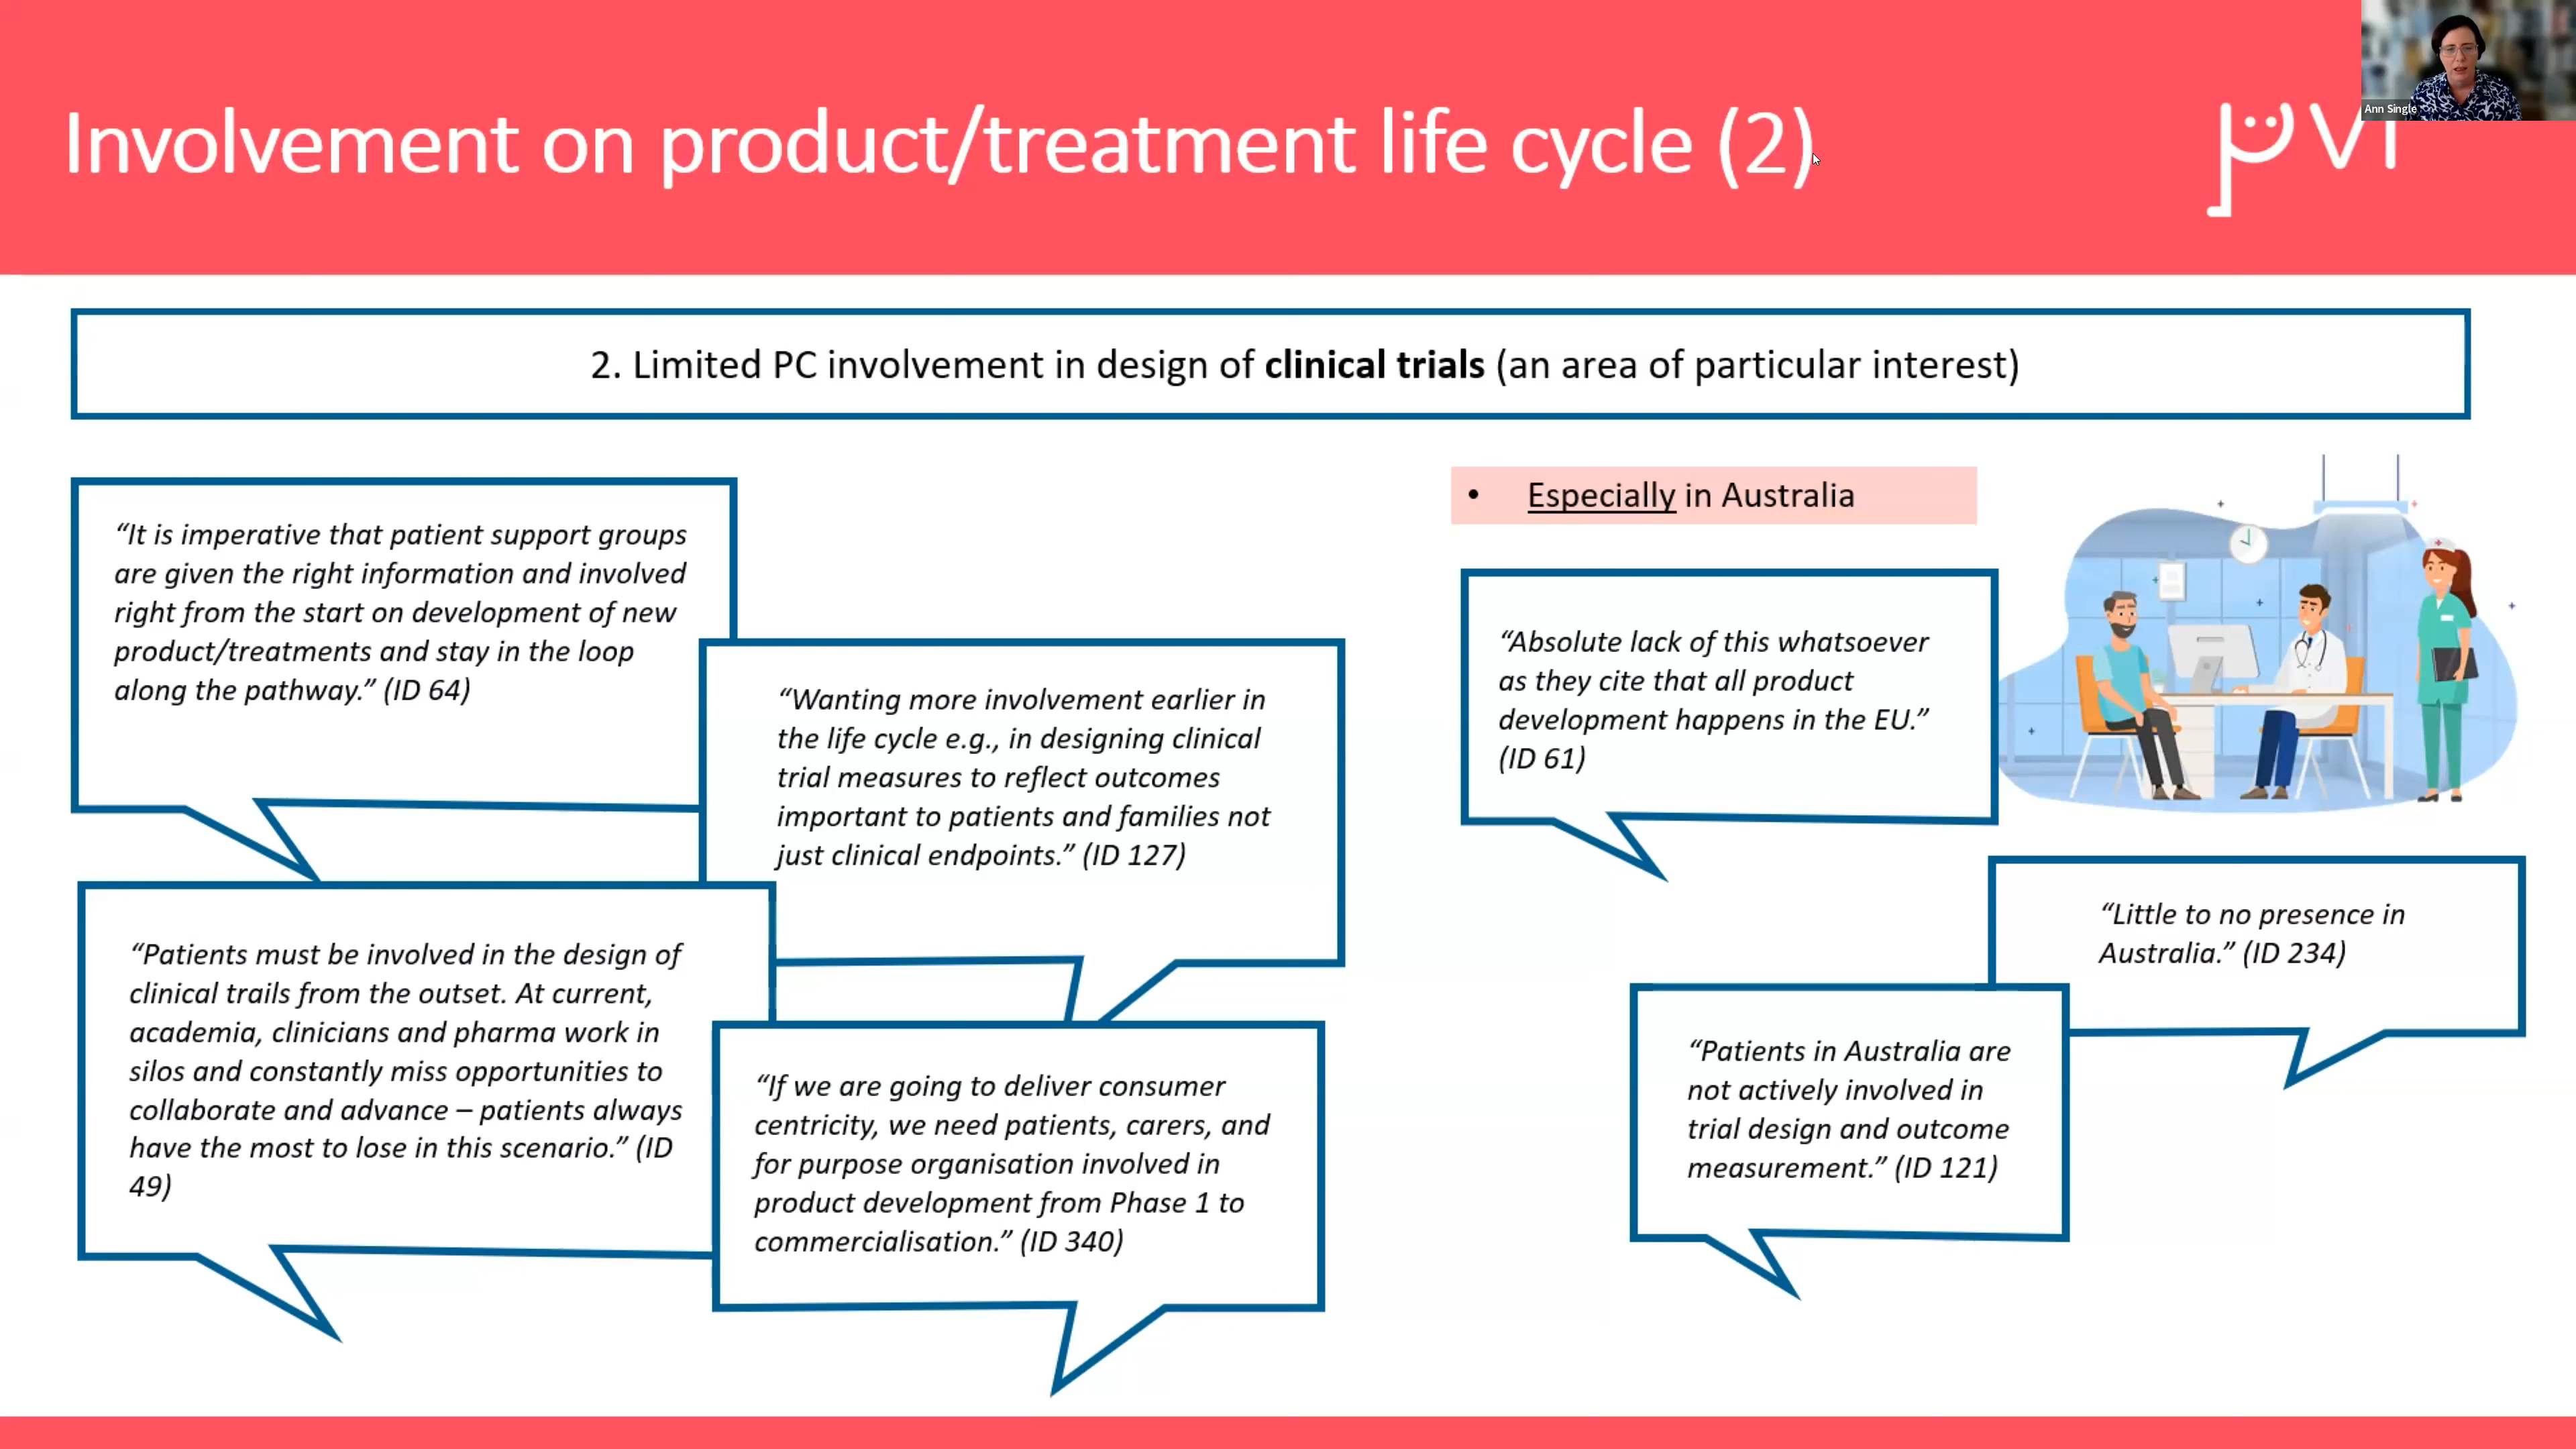 Involvement on product/treatment life cycle (2)
Ann Single
2. Limited PC involvement in design of clinical trials (an area of particular interest)
“It is imperative that patient support groups
are given the right information and involved
right from the start on development of new
product/treatments and stay in the loop
along the pathway.” (ID 64)
“Wanting more involvement earlier in
the life cycle e.g., in designing clinical
trial measures to reflect outcomes
important to patients and families not
just clinical endpoints.” (ID 127)
“Patients must be involved in the design of
clinical trails from the outset. At current,
academia, clinicians and pharma work in
silos and constantly miss opportunities to
collaborate and advance – patients always
have the most to lose in this scenario.” (ID
49)
“If we are going to deliver consumer
centricity, we need patients, carers, and
for purpose organisation involved in
product development from Phase 1 to
commercialisation.” (ID 340)
• Especially in Australia
“Absolute lack of this whatsoever
as they cite that all product
development happens in the EU.”
(ID 61)
“Little to no presence in
Australia.” (ID 234)
“Patients in Australia are
not actively involved in
trial design and outcome
measurement.” (ID 121)